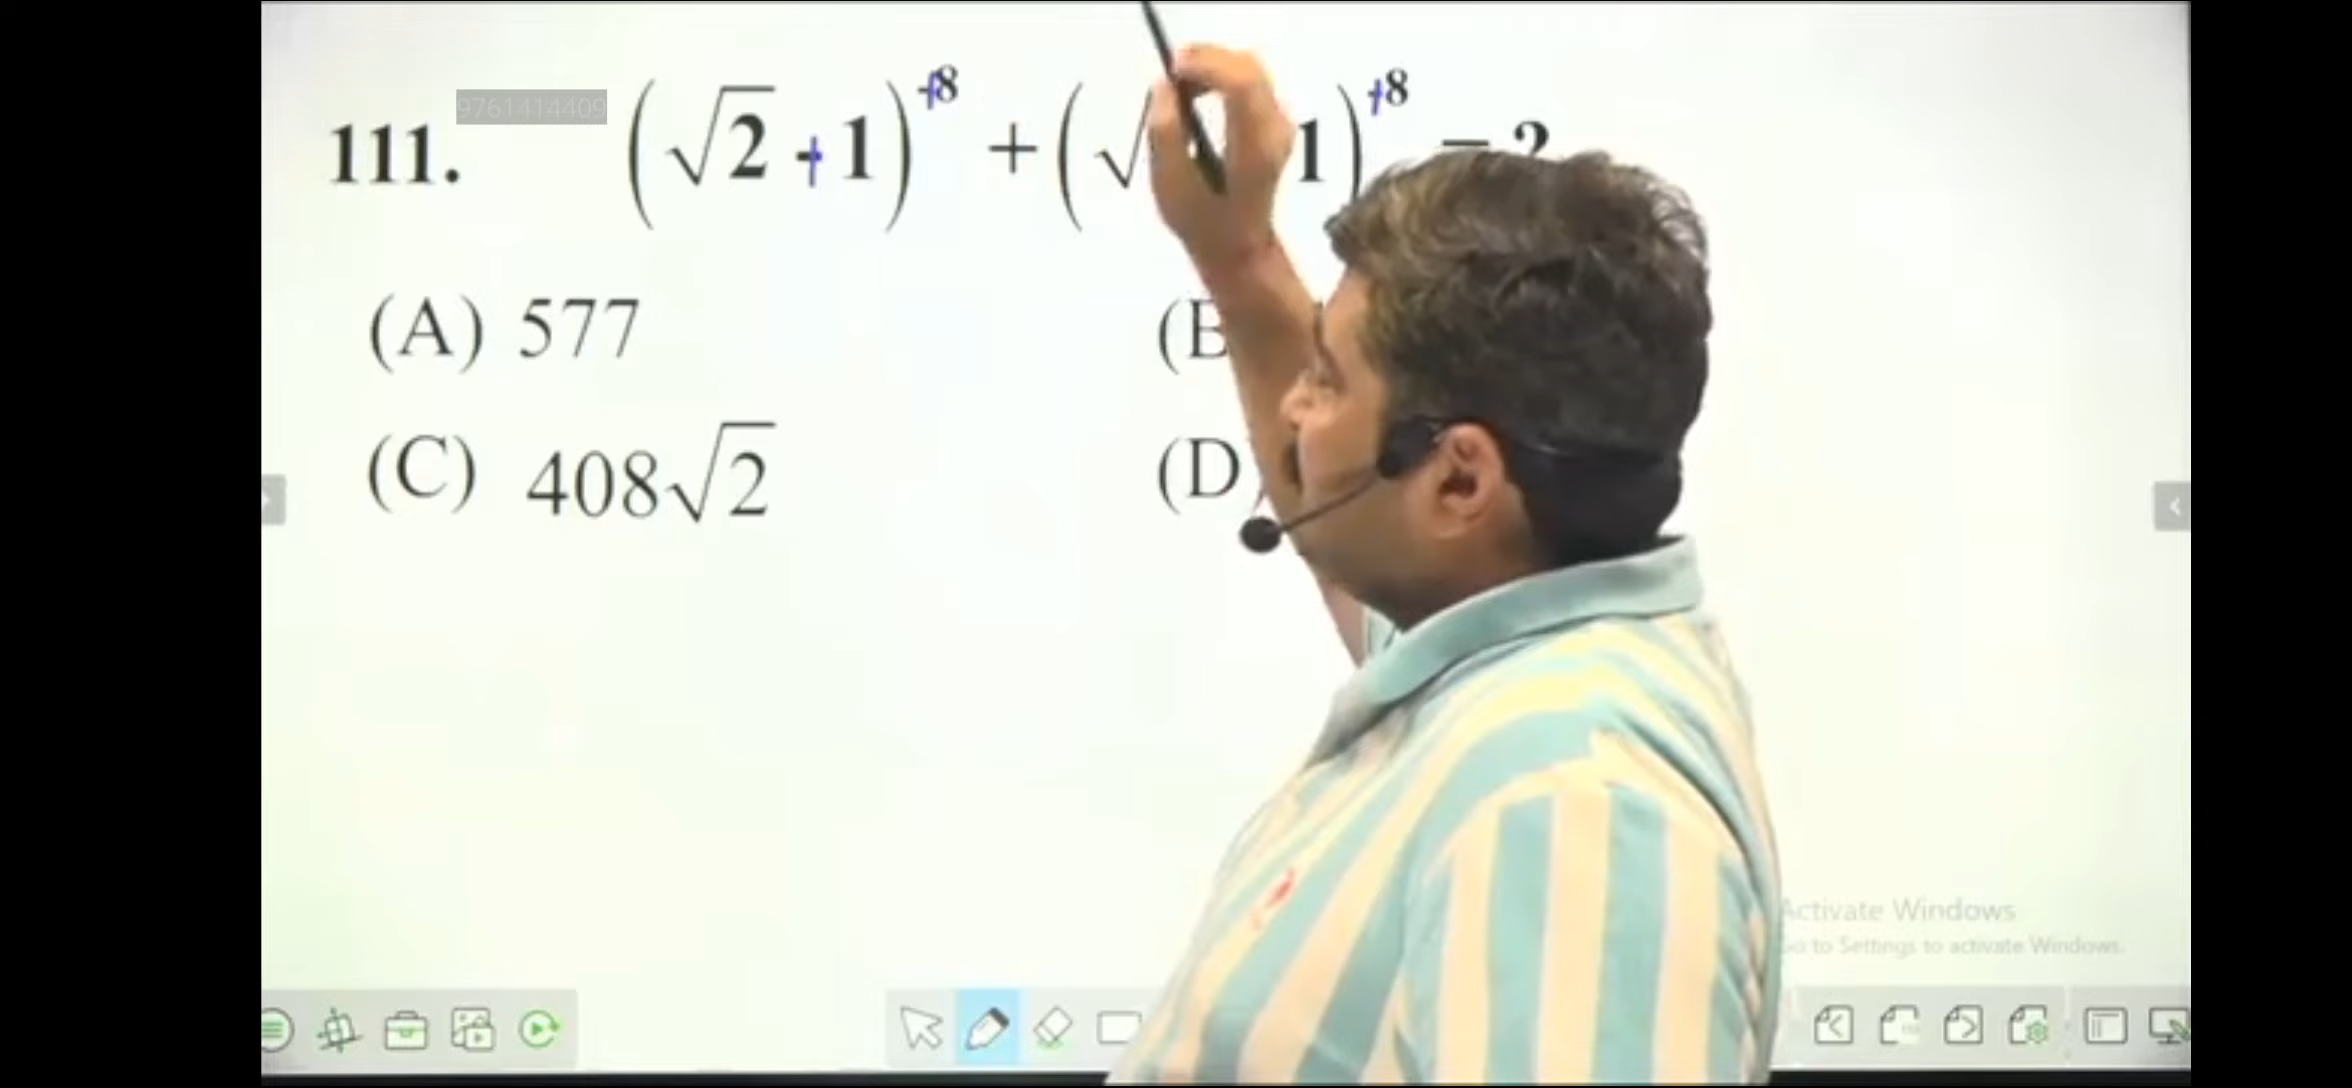 111. (√2 + 1)⁺⁸ + (√ 1)⁺⁸ = ?
9761414409
(A) 577 (B
(C) 408√2 (D)
Activate Windows
Go to Settings to activate Windows.